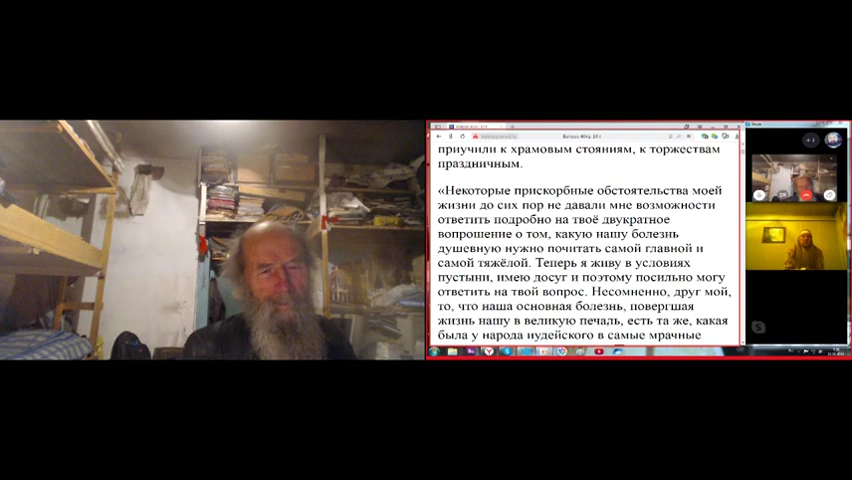 Выпуск 484д, 20 г
приучили к храмовым стояниям, к торжествам
праздничным.
«Некоторые прискорбные обстоятельства моей
жизни до сих пор не давали мне возможности
ответить подробно на твоё двукратное
вопрошение о том, какую нашу болезнь
душевную нужно почитать самой главной и
самой тяжёлой. Теперь я живу в условиях
пустыни, имею досуг и поэтому посильно могу
ответить на твой вопрос. Несомненно, друг мой,
то, что наша основная болезнь, повергшая
жизнь нашу в великую печаль, есть та же, какая
была у народа иудейского в самые мрачные